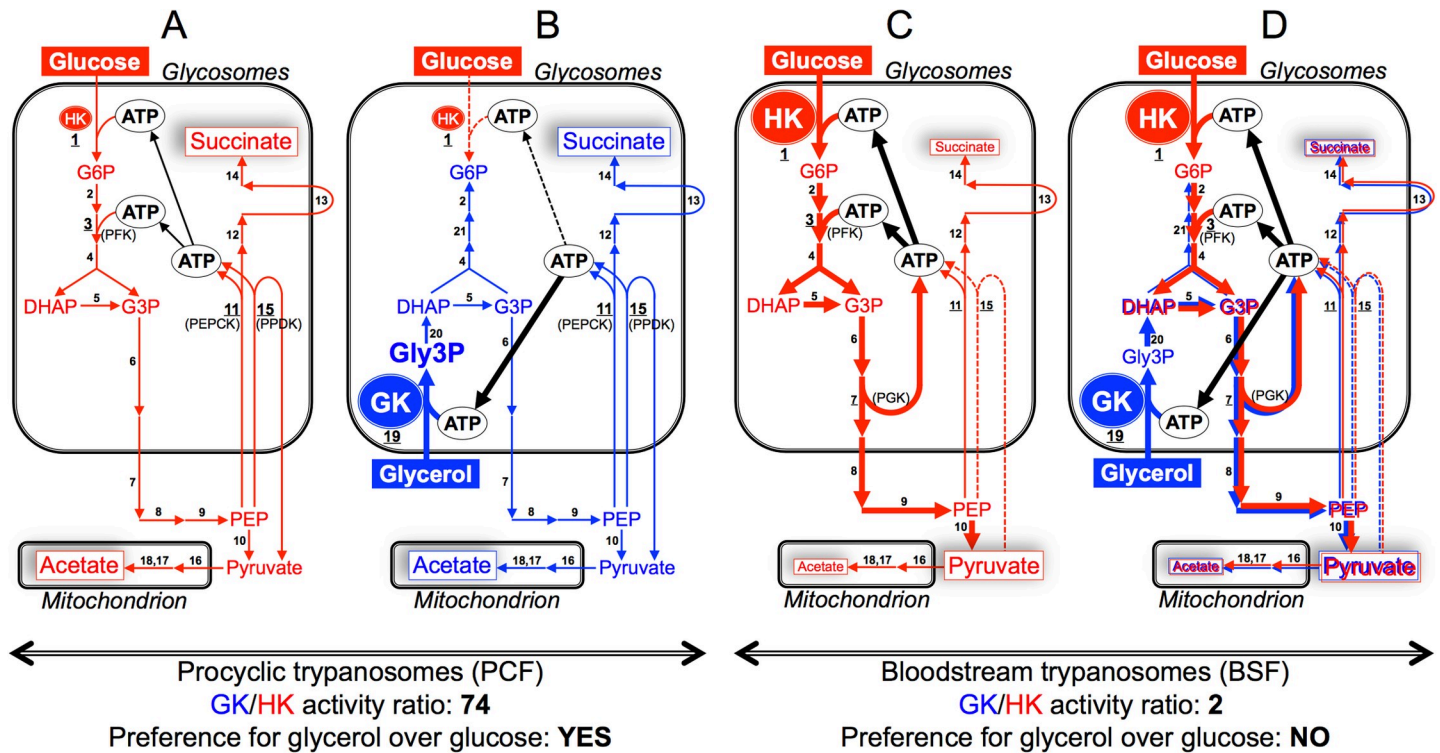 A
Glucose
Glycosomes
HK
1
ATP
Succinate
G6P
14
2
13
3
ATP
(PFK)
12
4
ATP
DHAP
5
G3P
11
15
(PEPCK)
(PPDK)
6
7
8
9
PEP
10
Acetate
18,17
16
Pyruvate
Mitochondrion
B
Glucose
Glycosomes
HK
1
ATP
Succinate
G6P
14
2
13
21
12
4
ATP
DHAP
5
G3P
11
15
(PEPCK)
(PPDK)
20
6
Gly3P
GK
ATP
19
Glycerol
7
8
9
PEP
10
Acetate
18,17
16
Pyruvate
Mitochondrion
C
Glucose
Glycosomes
HK
1
ATP
Succinate
G6P
14
2
13
3
ATP
(PFK)
12
4
ATP
DHAP
5
G3P
11
15
6
(PGK)
7
8
9
PEP
10
Acetate
18,17
16
Pyruvate
Mitochondrion
D
Glucose
Glycosomes
HK
1
ATP
Succinate
G6P
14
2
13
3
ATP
21
(PFK)
12
4
ATP
DHAP
5
G3P
11
15
20
6
Gly3P
GK
(PGK)
7
ATP
19
Glycerol
8
9
PEP
10
Acetate
18,17
16
Pyruvate
Mitochondrion
Procyclic trypanosomes (PCF)
GK/HK activity ratio: 74
Preference for glycerol over glucose: YES
Bloodstream trypanosomes (BSF)
GK/HK activity ratio: 2
Preference for glycerol over glucose: NO